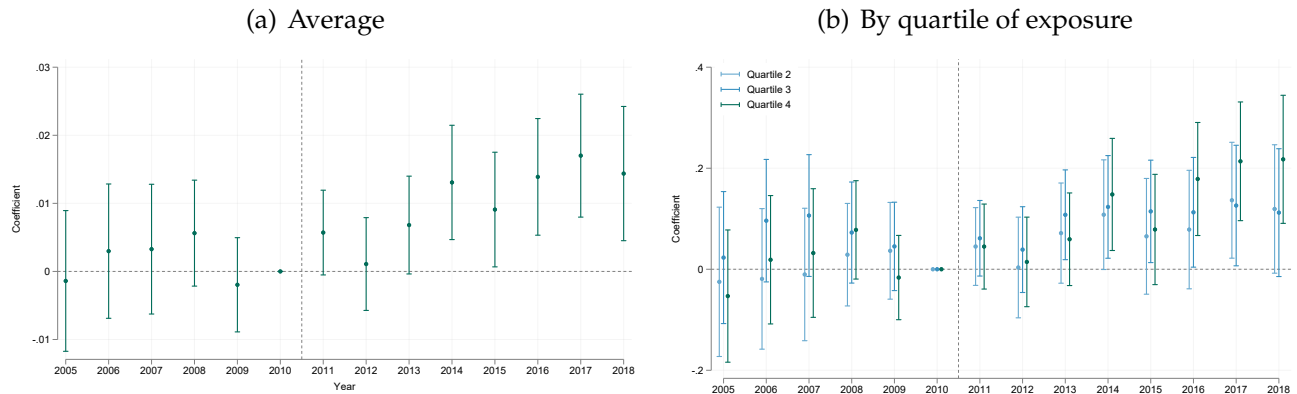 (a) Average
.03
.02
.01
0
-.01
Coefficient
2005 2006 2007 2008 2009 2010 2011 2012 2013 2014 2015 2016 2017 2018
Year
(b) By quartile of exposure
Quartile 2
Quartile 3
Quartile 4
.4
.2
0
-.2
Coefficient
2005 2006 2007 2008 2009 2010 2011 2012 2013 2014 2015 2016 2017 2018